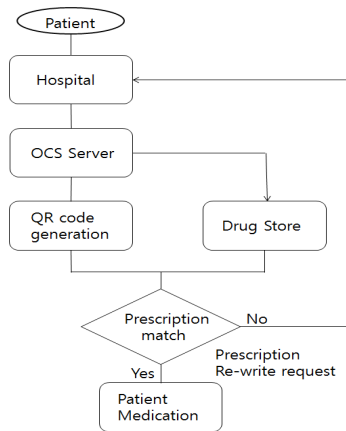 Patient
Hospital
OCS Server
QR code
generation
Drug Store
Prescription
match
No
Prescription
Re-write request
Yes
Patient
Medication